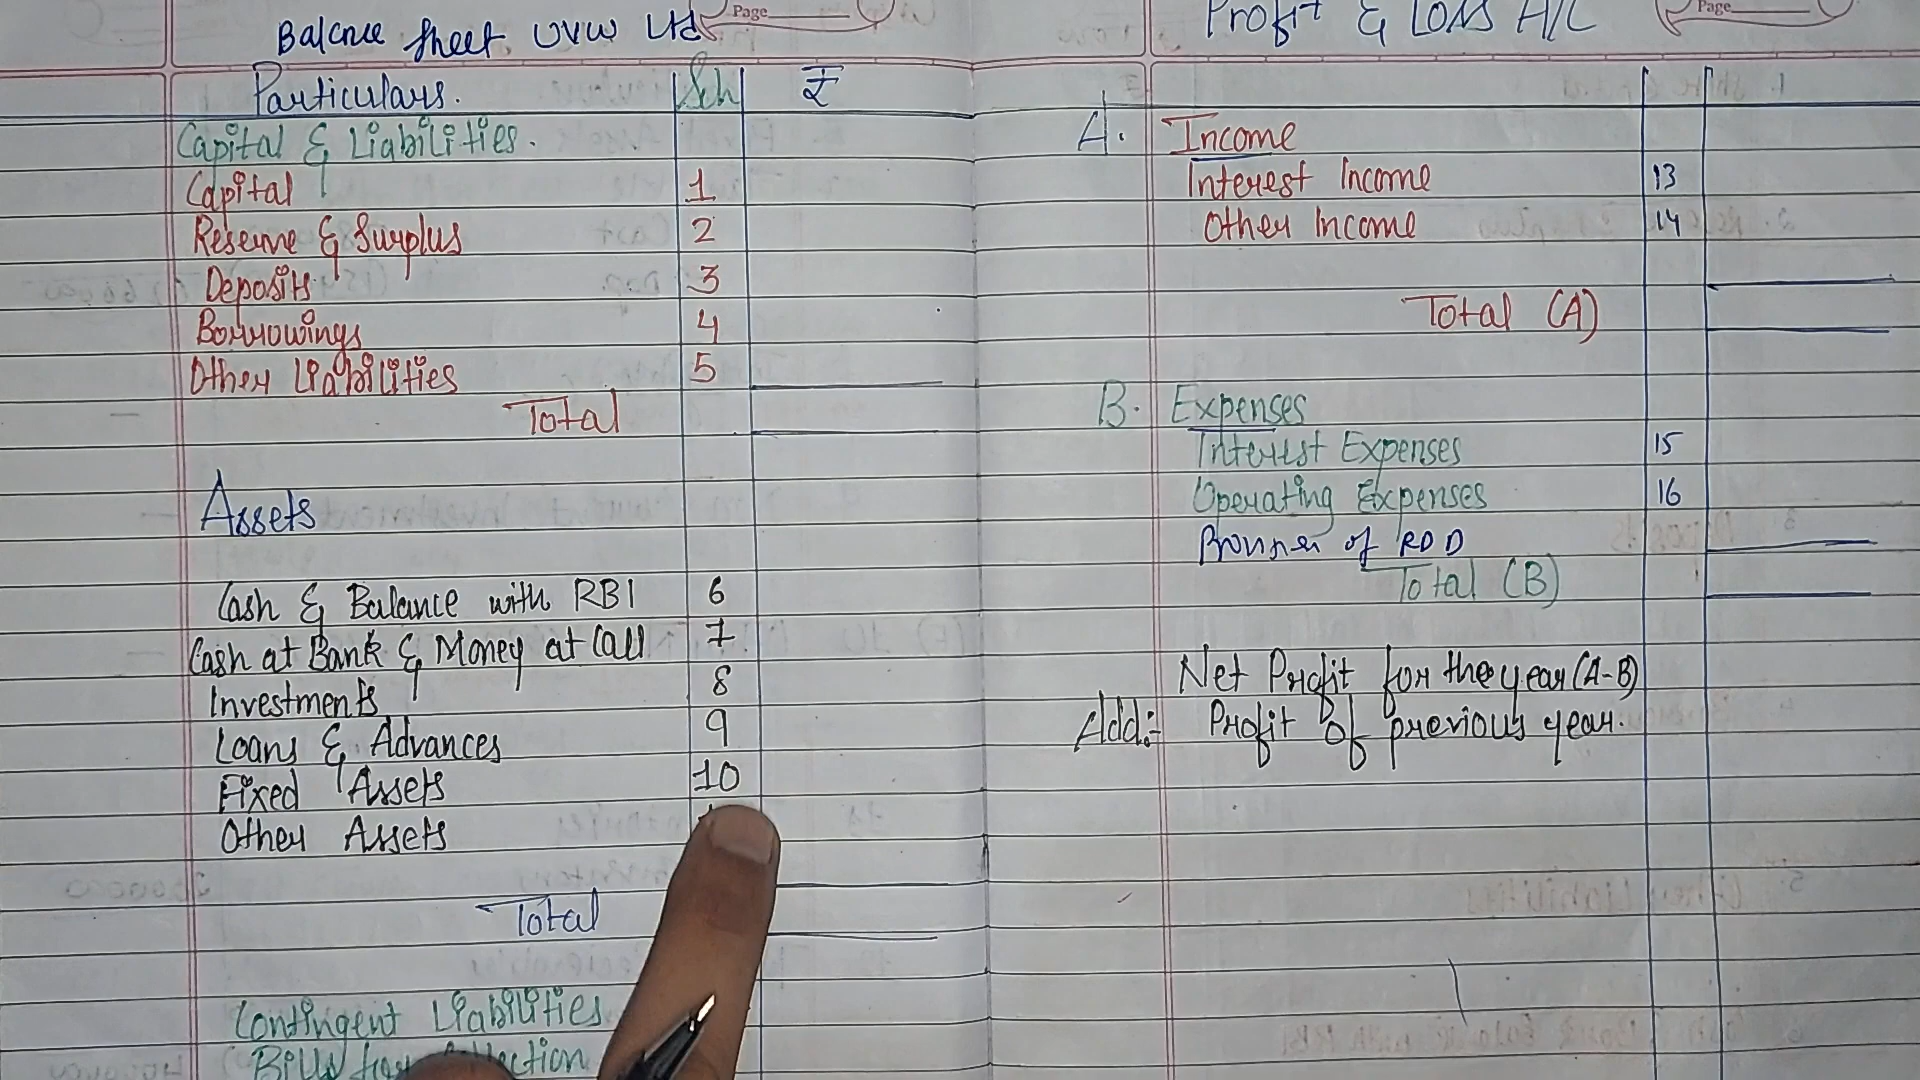 Page
Balance sheet UVW Ltd
Particulars. Sch ₹
Capital & Liabilities.
Capital 1
Reserve & Surplus 2
Deposits 3
Borrowings 4
Other Liabilities 5
Total
Assets
Cash & Balance with RBI 6
Cash at Bank & Money at Call 7
Investments 8
Loans & Advances 9
Fixed Assets 10
Other Assets
Total
Contingent Liabilities
Bills for
Page
Profit & Loss A/C
A. Income
Interest Income 13
Other Income 14
Total (A)
B. Expenses
Interest Expenses 15
Operating Expenses 16
of RDD
Total (B)
Net Profit for the year (A-B)
Add:- Profit of previous year.